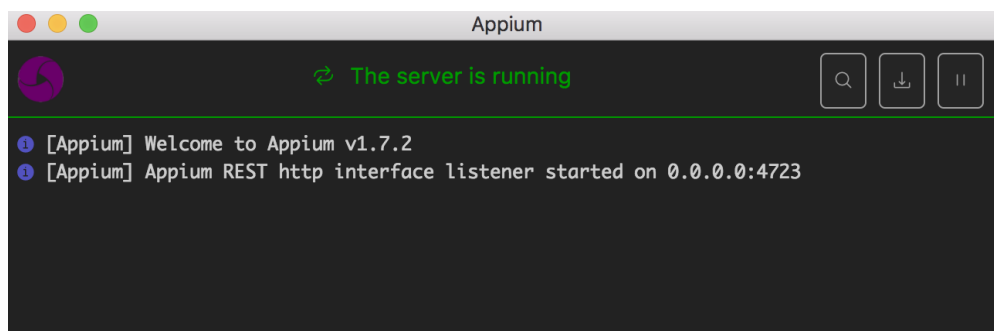 Appium
The server is running
[Appium] Welcome to Appium v1.7.2
[Appium] Appium REST http interface listener started on 0.0.0.0:4723